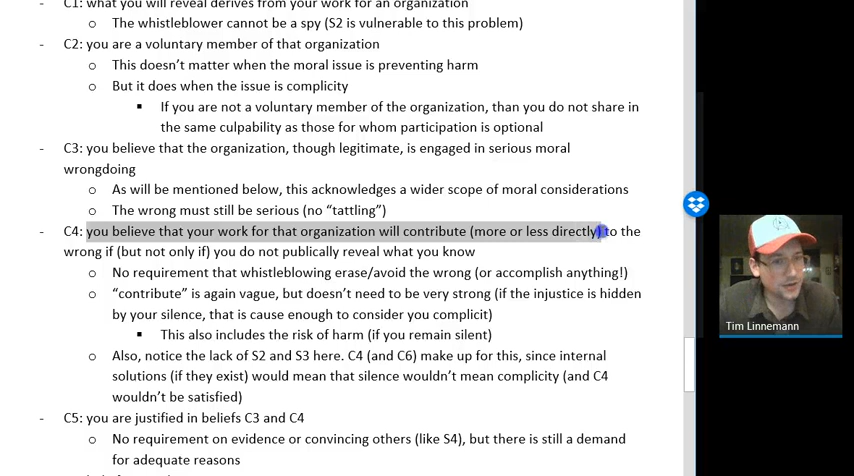 - C1: what you will reveal derives from your work for an organization
o The whistleblower cannot be a spy (S2 is vulnerable to this problem)
- C2: you are a voluntary member of that organization
o This doesn’t matter when the moral issue is preventing harm
o But it does when the issue is complicity
▪ If you are not a voluntary member of the organization, than you do not share in
the same culpability as those for whom participation is optional
- C3: you believe that the organization, though legitimate, is engaged in serious moral
wrongdoing
o As will be mentioned below, this acknowledges a wider scope of moral considerations
o The wrong must still be serious (no “tattling”)
- C4: you believe that your work for that organization will contribute (more or less directly) to the
wrong if (but not only if) you do not publically reveal what you know
o No requirement that whistleblowing erase/avoid the wrong (or accomplish anything!)
o “contribute” is again vague, but doesn’t need to be very strong (if the injustice is hidden
by your silence, that is cause enough to consider you complicit)
▪ This also includes the risk of harm (if you remain silent)
o Also, notice the lack of S2 and S3 here. C4 (and C6) make up for this, since internal
solutions (if they exist) would mean that silence wouldn’t mean complicity (and C4
wouldn’t be satisfied)
- C5: you are justified in beliefs C3 and C4
o No requirement on evidence or convincing others (like S4), but there is still a demand
for adequate reasons
Tim Linnemann